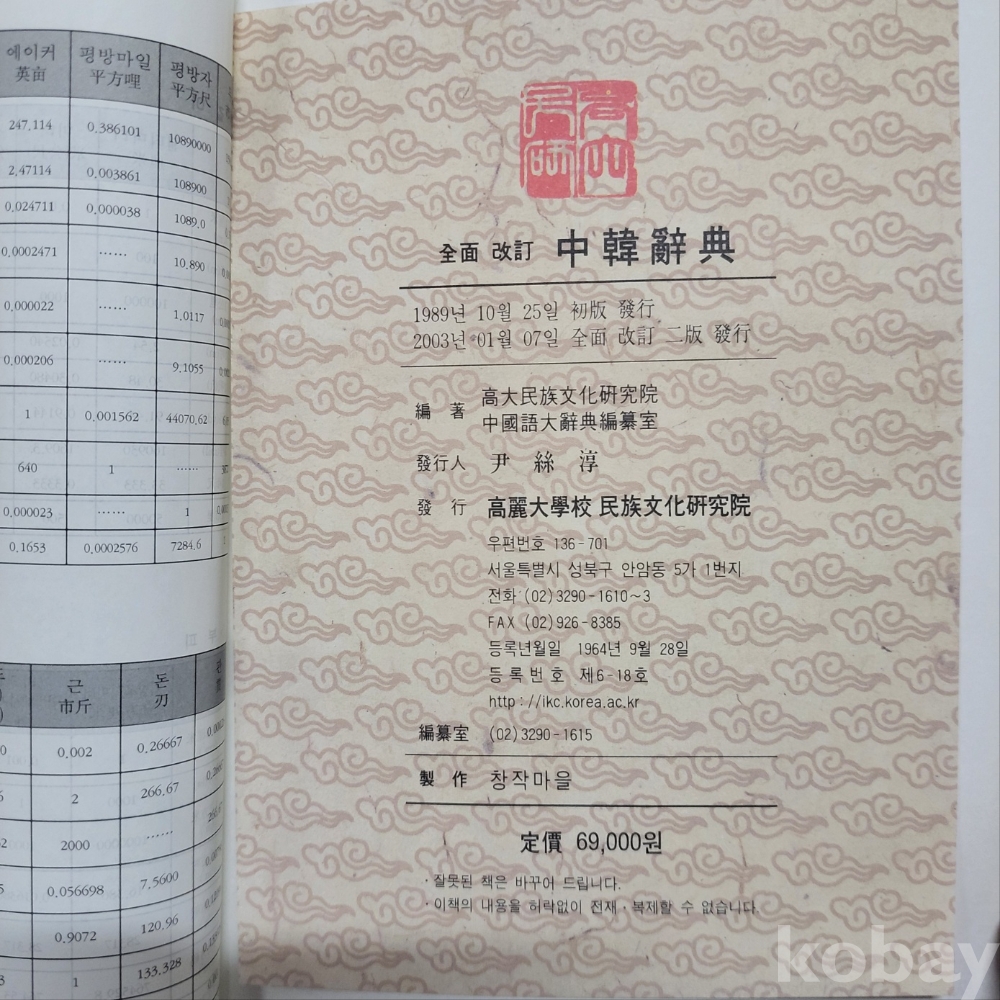 에이커 평방마일 평방자
英亩 平方哩 平方尺
247.114 0.386101 10890000
2.47114 0.003861 108900
0.024711 0.000038 1089.0
0.0002471 …… 10.890
0.000022 …… 1.0117
0.000206 …… 9.1055
1 0.001562 44070.62
640 1 ……
0.000023 …… 1
0.1653 0.0002576 7284.6
근 돈
市斤 刃
0.002 0.26667
2 266.67
2000 ……
0.056698 7.5600
0.9072 120.96
1 133.328
全面 改訂 中韓辭典
1989년 10월 25일 初版 發行
2003년 01월 07일 全面 改訂 二版 發行
編著 高大民族文化硏究院
中國語大辭典編纂室
發行人 尹絲淳
發行 高麗大學校 民族文化硏究院
우편번호 136-701
서울특별시 성북구 안암동 5가 1번지
전화 (02)3290-1610~3
FAX (02)926-8385
등록년월일 1964년 9월 28일
등록번호 제6-18호
http://ikc.korea.ac.kr
編纂室 (02)3290-1615
製作 창작마을
定價 69,000원
·잘못된 책은 바꾸어 드립니다.
·이책의 내용을 허락없이 전재·복제할 수 없습니다.
kobay